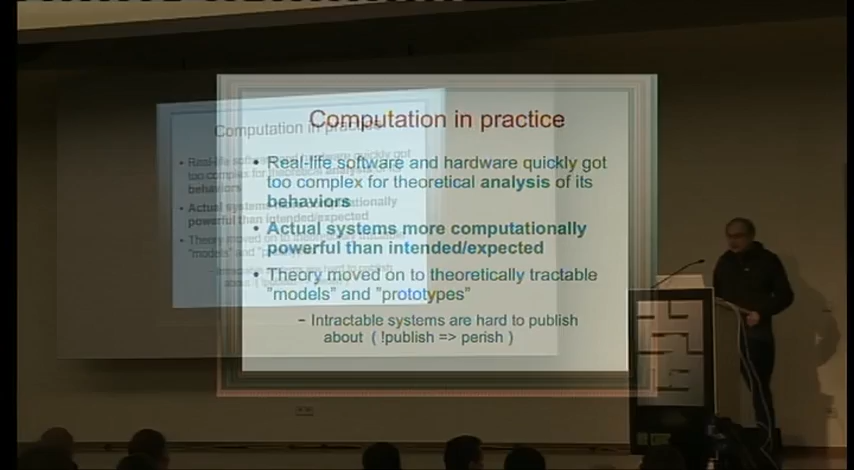 Computation in practice
• Real-life software and hardware quickly got
too complex for theoretical analysis of its
behaviors
• Actual systems more computationally
powerful than intended/expected
• Theory moved on to theoretically tractable
"models" and "prototypes"
– Intractable systems are hard to publish
about ( !publish => perish )